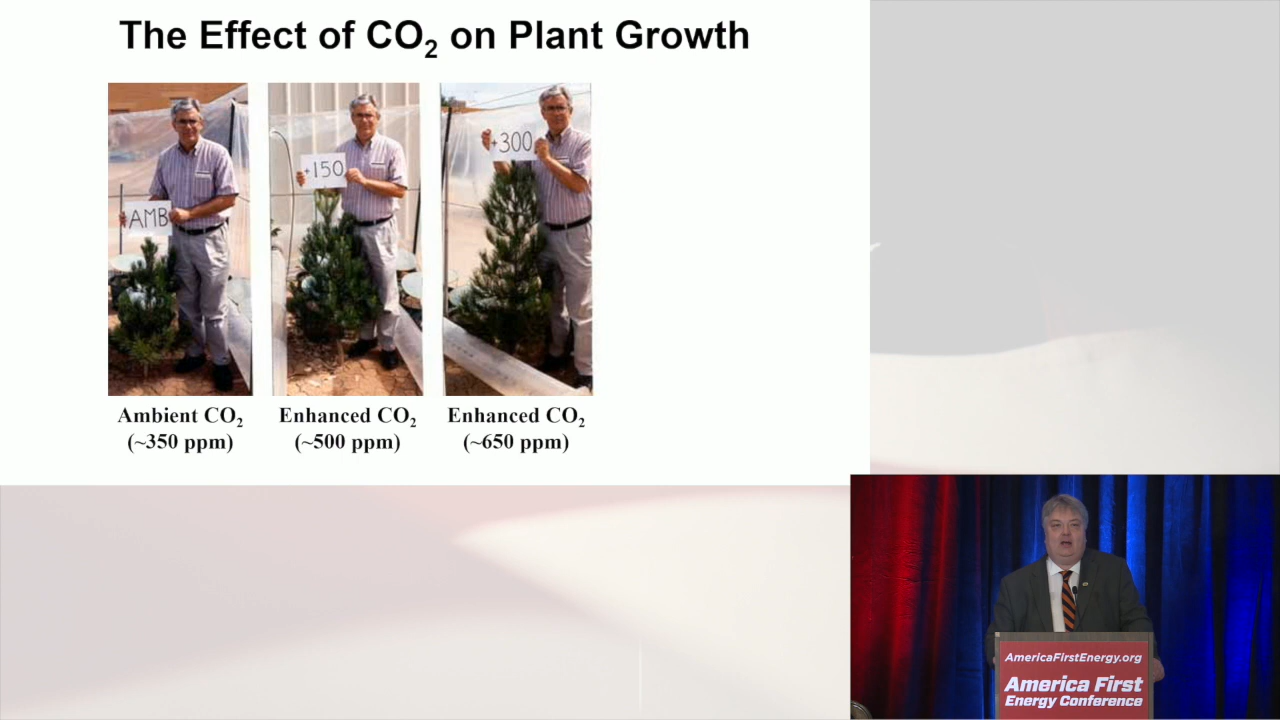 The Effect of CO₂ on Plant Growth
AMB
+150
+300
Ambient CO₂
(~350 ppm)
Enhanced CO₂
(~500 ppm)
Enhanced CO₂
(~650 ppm)
AmericaFirstEnergy.org
America First
Energy Conference